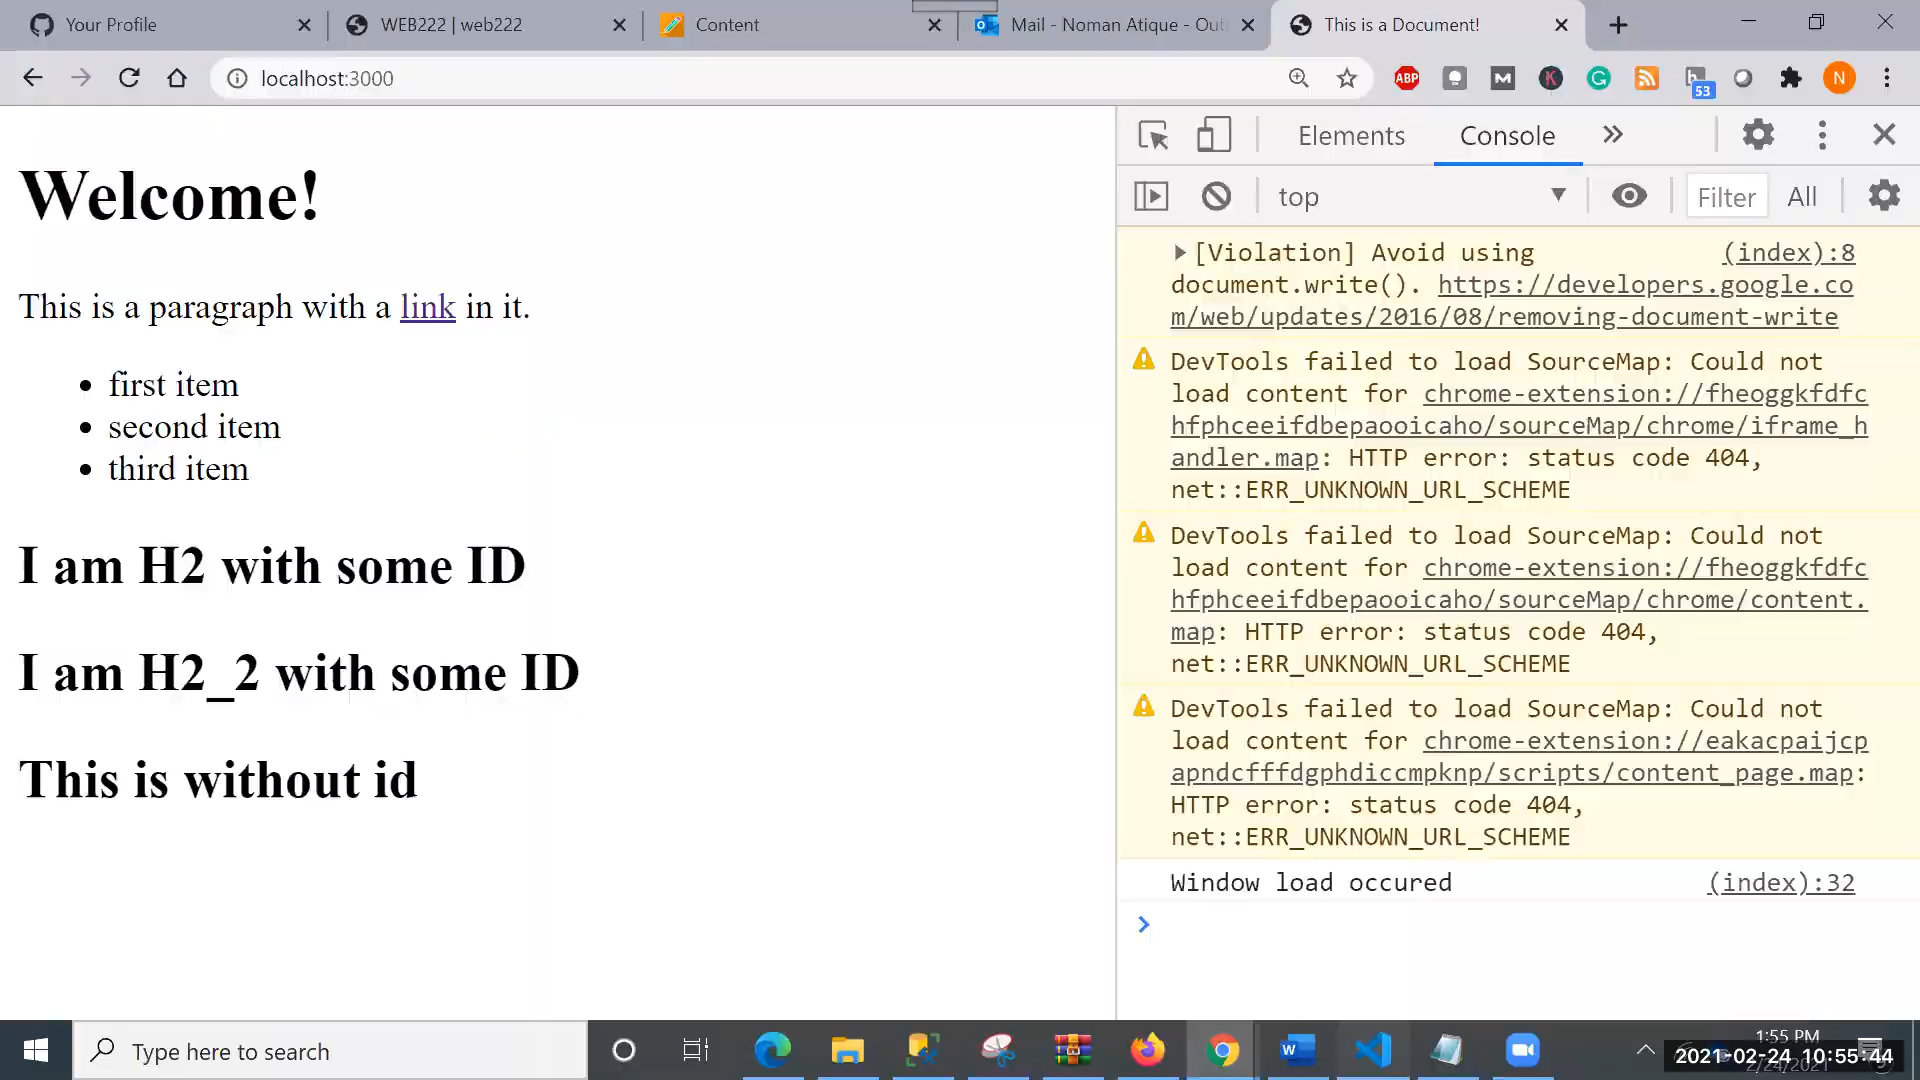 Your Profile
WEB222 | web222
Content
Mail - Noman Atique - Out
This is a Document!
localhost:3000
ABP
M
K
G
53
N
Elements
Console
top
Filter
All
Welcome!
This is a paragraph with a link in it.
first item
second item
third item
I am H2 with some ID
I am H2_2 with some ID
This is without id
[Violation] Avoid using (index):8
document.write(). https://developers.google.co
m/web/updates/2016/08/removing-document-write
DevTools failed to load SourceMap: Could not
load content for chrome-extension://fheoggkfdfc
hfphceeifdbepaooicaho/sourceMap/chrome/iframe_h
andler.map: HTTP error: status code 404,
net::ERR_UNKNOWN_URL_SCHEME
DevTools failed to load SourceMap: Could not
load content for chrome-extension://fheoggkfdfc
hfphceeifdbepaooicaho/sourceMap/chrome/content.
map: HTTP error: status code 404,
net::ERR_UNKNOWN_URL_SCHEME
DevTools failed to load SourceMap: Could not
load content for chrome-extension://eakacpaijcp
apndcfffdgphdiccmpknp/scripts/content_page.map:
HTTP error: status code 404,
net::ERR_UNKNOWN_URL_SCHEME
Window load occured (index):32
Type here to search
1:55 PM
2021-02-24 10:55:44